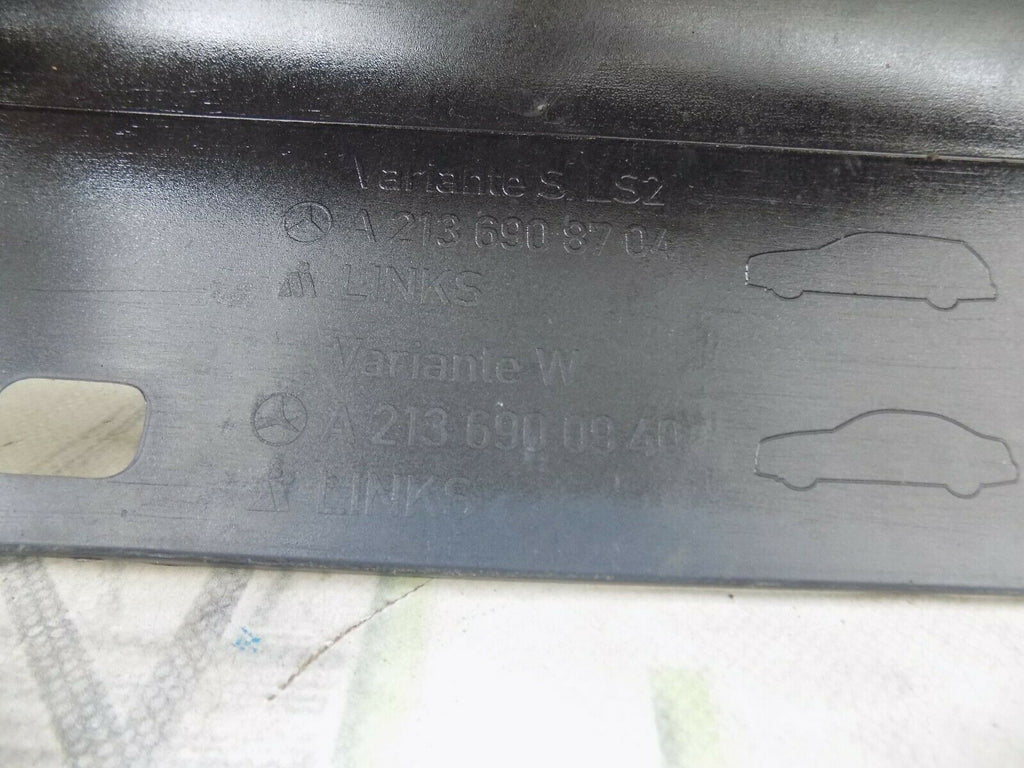 Variante S, LS2
A 213 690 87 04
LINKS
Variante W
A 213 690 09 40
LINKS